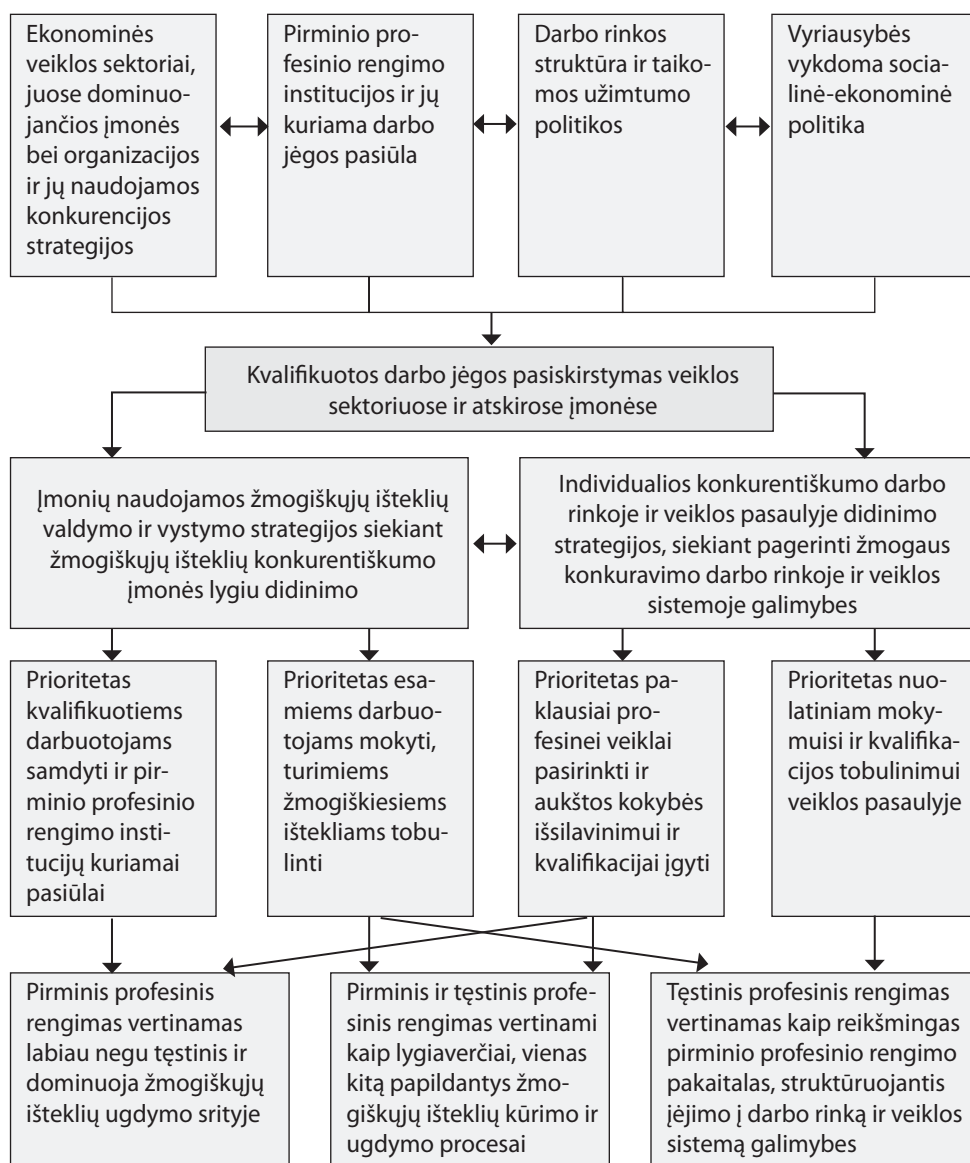 Ekonominės
veiklos sektoriai,
juose dominuo-
jančios įmonės
bei organizacijos
ir jų naudojamos
konkurencijos
strategijos
Pirminio pro-
fesinio rengimo
institucijos ir jų
kuriama darbo
jėgos pasiūla
Darbo rinkos
struktūra ir taiko-
mos užimtumo
politikos
Vyriausybės
vykdoma socia-
linė-ekonominė
politika
Kvalifikuotos darbo jėgos pasiskirstymas veiklos
sektoriuose ir atskirose įmonėse
Įmonių naudojamos žmogiškųjų išteklių
valdymo ir vystymo strategijos siekiant
žmogiškųjų išteklių konkurentiškumo
įmonės lygiu didinimo
Individualios konkurentiškumo darbo
rinkoje ir veiklos pasaulyje didinimo
strategijos, siekiant pagerinti žmogaus
konkuravimo darbo rinkoje ir veiklos
sistemoje galimybes
Prioritetas
kvalifikuotiems
darbuotojams
samdyti ir pir-
minio profesinio
rengimo insti-
tucijų kuriamai
pasiūlai
Prioritetas esa-
miems darbuo-
tojams mokyti,
turimiems
žmogiškiesiems
ištekliams tobu-
linti
Prioritetas pa-
klausiai pro-
fesinei veiklai
pasirinkti ir
aukštos kokybės
išsilavinimui ir
kvalifikacijai įgyti
Prioritetas nuo-
latiniam moky-
muisi ir kvalifika-
cijos tobulinimui
veiklos pasaulyje
Pirminis profesinis
rengimas vertinamas
labiau negu tęstinis ir
dominuoja žmogiškųjų
išteklių ugdymo srityje
Pirminis ir tęstinis profe-
sinis rengimas vertinami
kaip lygiaverčiai, vienas
kitą papildantys žmo-
giškųjų išteklių kūrimo ir
ugdymo procesai
Tęstinis profesinis rengimas
vertinamas kaip reikšmingas
pirminio profesinio rengimo
pakaitalas, struktūruojantis
įėjimo į darbo rinką ir veiklos
sistemą galimybes